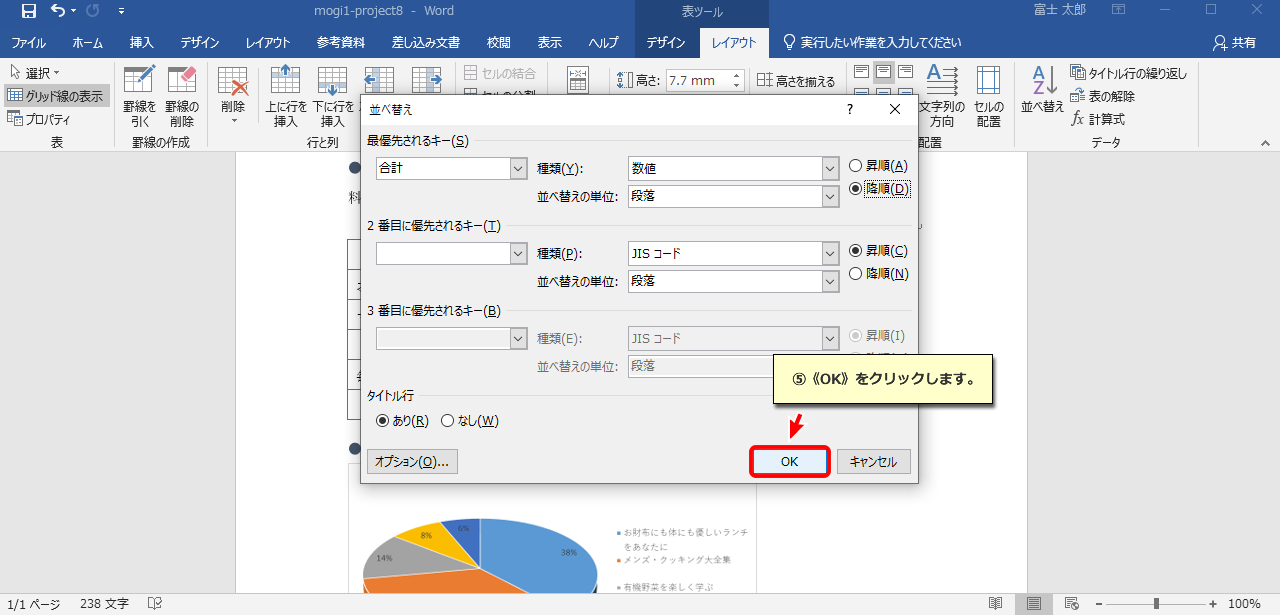 mogi1-project8 - Word
表ツール
富士 太郎
ファイル ホーム 挿入 デザイン レイアウト 参考資料 差し込み文書 校閲 表示 ヘルプ デザイン レイアウト 実行したい作業を入力してください 共有
選択
グリッド線の表示
プロパティ
表
罫線を引く
罫線の削除
罫線の作成
削除
上に行を挿入
下に行を挿入
行と列
セルの結合
高さ: 7.7 mm
高さを揃える
文字列の方向
セルの配置
配置
並べ替え
タイトル行の繰り返し
表の解除
fx 計算式
データ
並べ替え ?
最優先されるキー(S)
合計 種類(Y): 数値 昇順(A)
並べ替えの単位: 段落 降順(D)
2 番目に優先されるキー(T)
種類(P): JIS コード 昇順(C)
並べ替えの単位: 段落 降順(N)
3 番目に優先されるキー(B)
種類(E): JIS コード 昇順(I)
並べ替えの単位: 段落
⑤《OK》をクリックします。
タイトル行
あり(R) なし(W)
オプション(O)... OK キャンセル
料
6%
8%
14%
38%
お財布にも体にも優しいランチ
をあなたに
メンズ・クッキング大全集
有機野菜を楽しく学ぶ
1/1 ページ 238 文字 100%